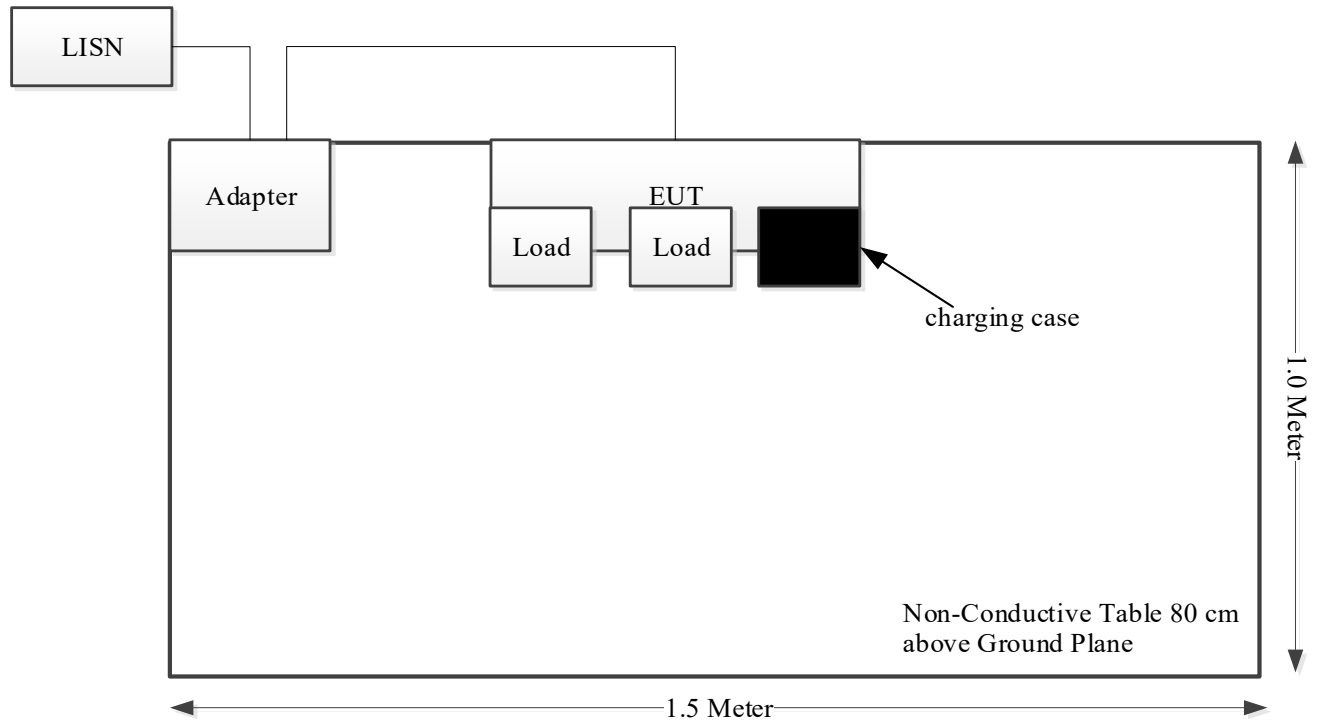 LISN
Adapter
EUT
Load
Load
charging case
1.0 Meter
Non-Conductive Table 80 cm
above Ground Plane
1.5 Meter